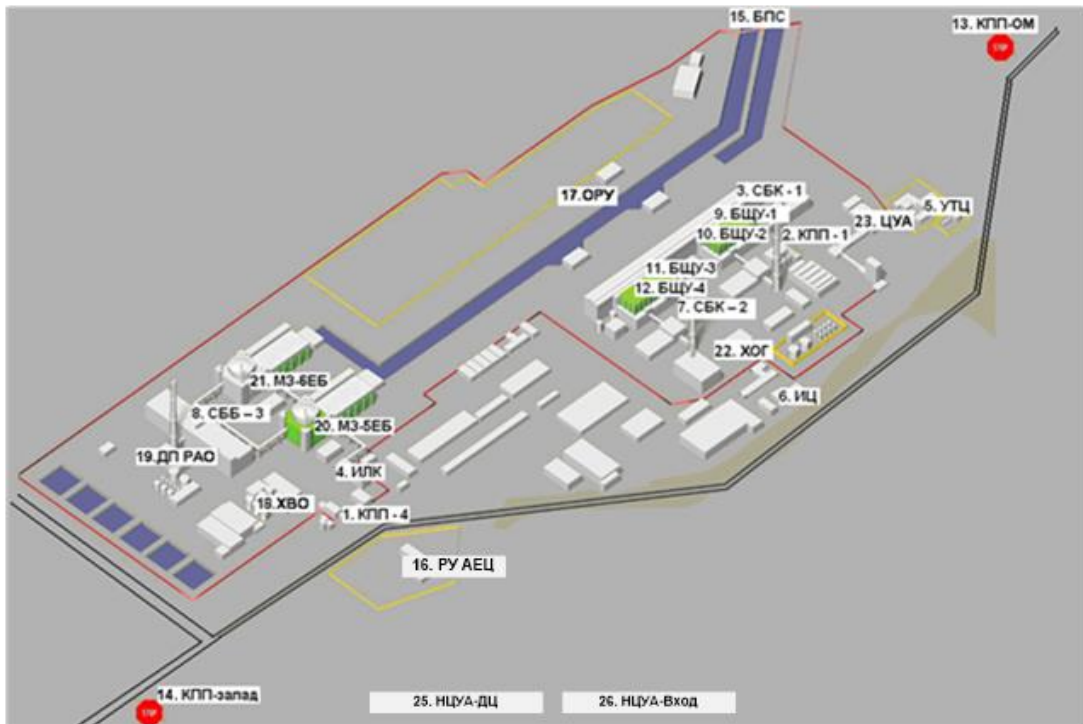 15. БПС
13. КПП-ОМ
STOP
17.ОРУ
3. СБК - 1
9. БЩУ-1
23. ЦУА
5. УТЦ
10. БЩУ-2
2. КПП - 1
11. БЩУ-3
12. БЩУ-4
7. СБК – 2
22. ХОГ
21. МЗ-6ЕБ
6. ИЦ
8. СББ – 3
20. МЗ-5ЕБ
19.ДП РАО
4. ИЛК
18.ХВО
1. КПП - 4
16. РУ АЕЦ
14. КПП-запад
STOP
25. НЦУА-ДЦ
26. НЦУА-Вход